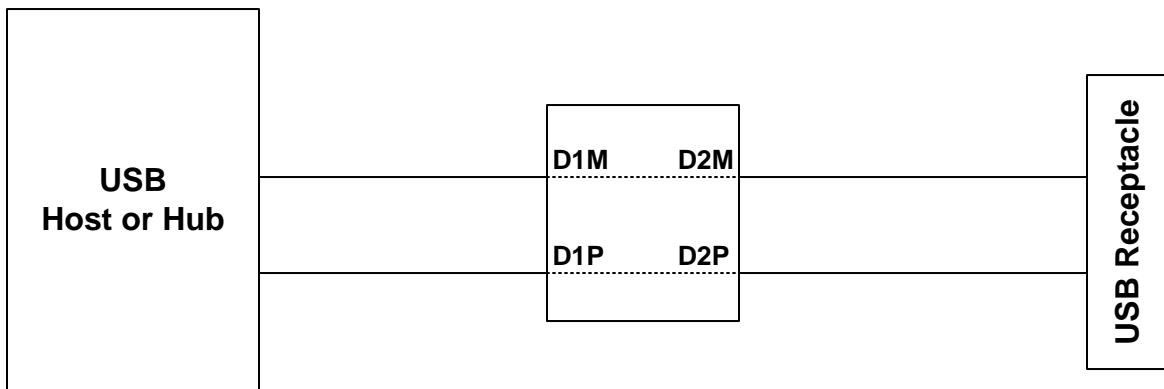 USB
Host or Hub
D1M D2M
D1P D2P
USB Receptacle